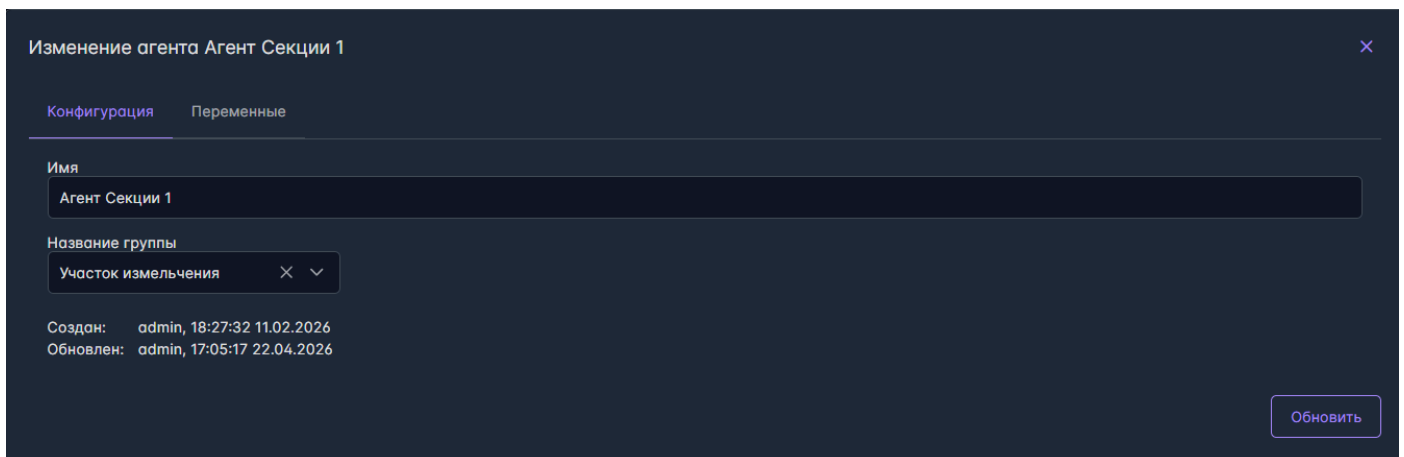 Изменение агента Агент Секции 1
Конфигурация Переменные
Имя
Агент Секции 1
Название группы
Участок измельчения
Создан: admin, 18:27:32 11.02.2026
Обновлен: admin, 17:05:17 22.04.2026
Обновить